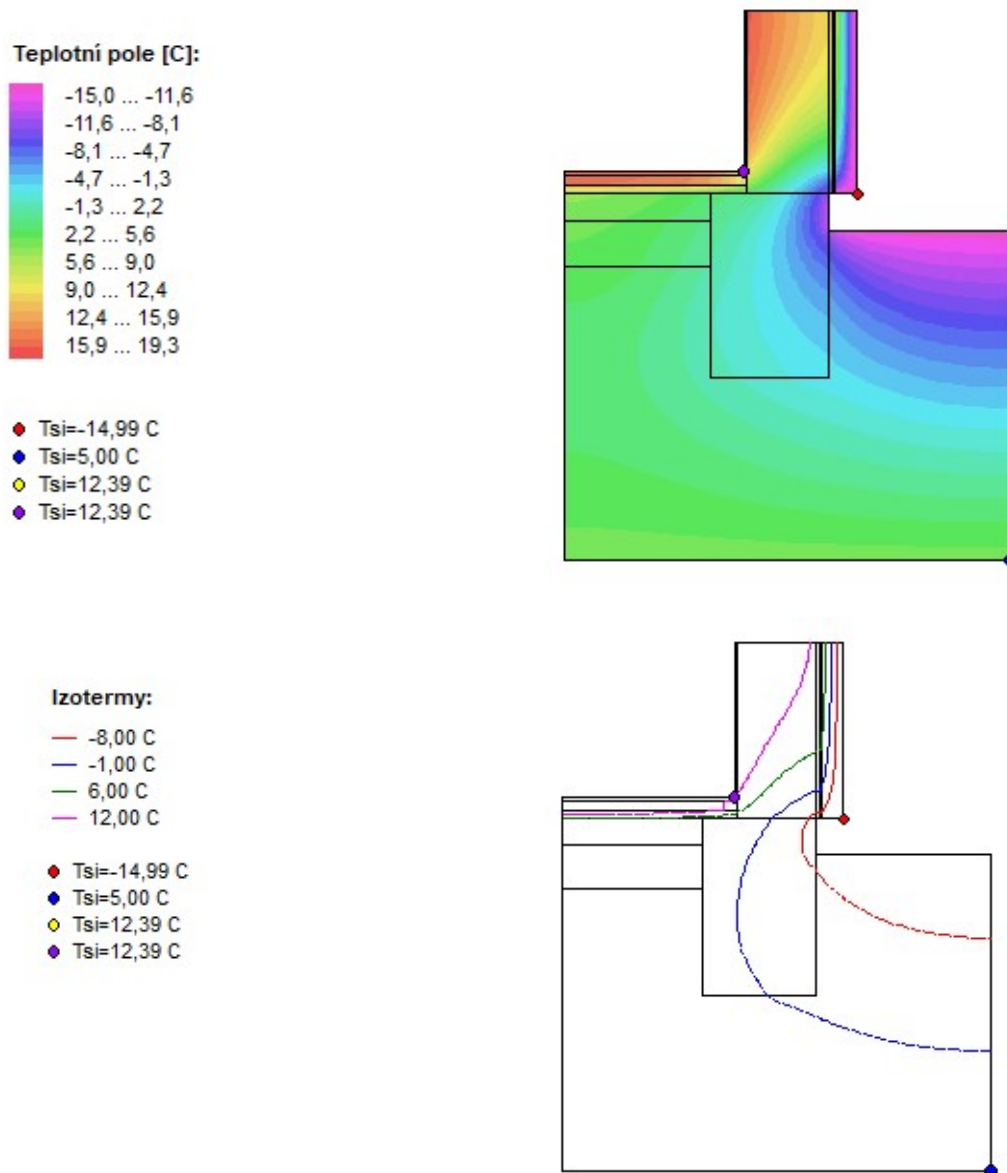 Teplotní pole [C]:
-15,0 ... -11,6
-11,6 ... -8,1
-8,1 ... -4,7
-4,7 ... -1,3
-1,3 ... 2,2
2,2 ... 5,6
5,6 ... 9,0
9,0 ... 12,4
12,4 ... 15,9
15,9 ... 19,3
Tsi=-14,99 C
Tsi=5,00 C
Tsi=12,39 C
Tsi=12,39 C
Izotermy:
-8,00 C
-1,00 C
6,00 C
12,00 C
Tsi=-14,99 C
Tsi=5,00 C
Tsi=12,39 C
Tsi=12,39 C